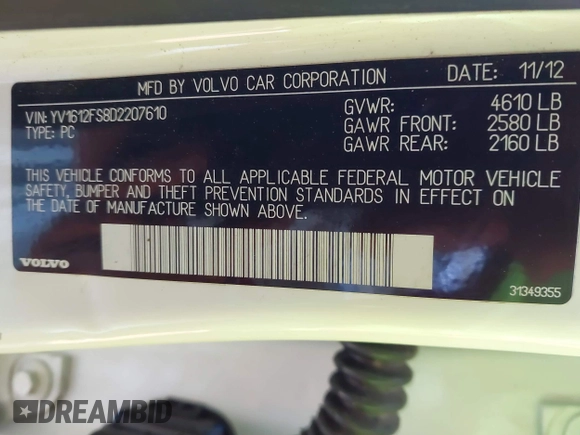 MFD BY VOLVO CAR CORPORATION DATE: 11/12
VIN: YV1612FS8D2207610 GVWR: 4610 LB
TYPE: PC GAWR FRONT: 2580 LB
GAWR REAR: 2160 LB
THIS VEHICLE CONFORMS TO ALL APPLICABLE FEDERAL MOTOR VEHICLE
SAFETY, BUMPER AND THEFT PREVENTION STANDARDS IN EFFECT ON
THE DATE OF MANUFACTURE SHOWN ABOVE.
VOLVO
31349355
DREAMBID